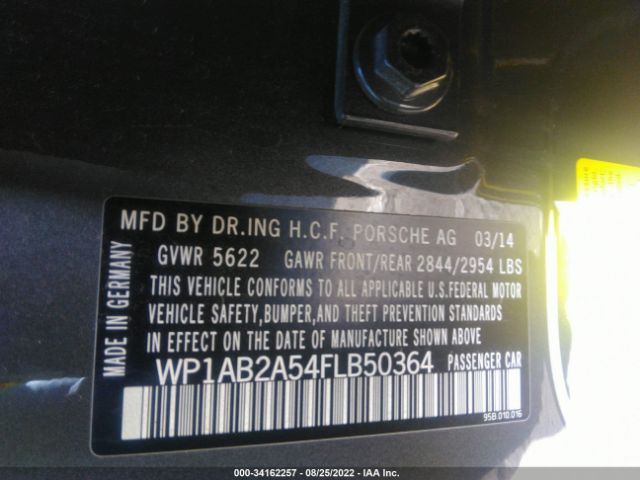 MFD BY DR.ING H.C.F. PORSCHE AG 03/14
GVWR 5622 GAWR FRONT/REAR 2844/2954 LBS
THIS VEHICLE CONFORMS TO ALL APPLICABLE U.S.FEDERAL MOTOR
VEHICLE SAFETY,BUMPER,AND THEFT PREVENTION STANDARDS
IN EFFECT ON THE DATE OF MANUFACTURE SHOWN ABOVE.
WP1AB2A54FLB50364 PASSENGER CAR
MADE IN GERMANY
95B.010.016
000-34162257 - 08/25/2022 - IAA Inc.